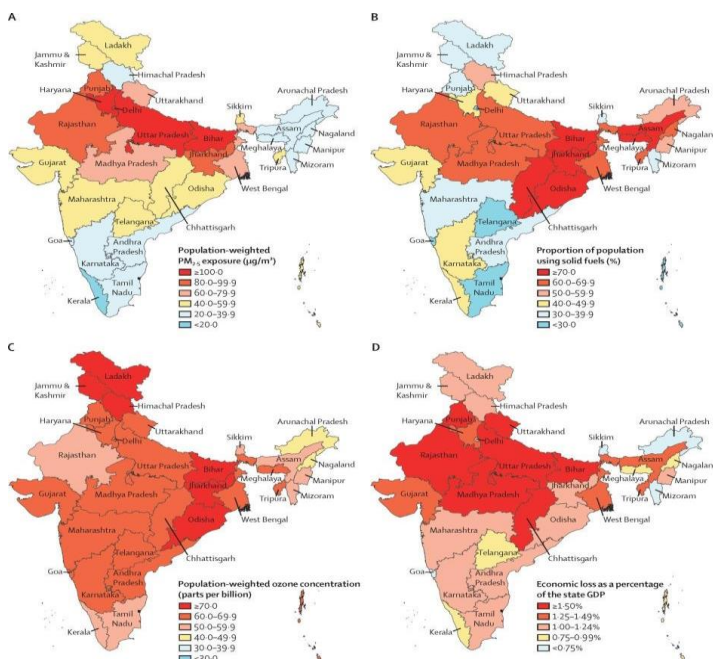 A
Ladakh
Jammu &
Kashmir
Himachal Pradesh
Punjab
Haryana
Uttarakhand
Delhi
Arunachal Pradesh
Sikkim
Rajasthan
Uttar Pradesh
Bihar
Assam
Nagaland
Meghalaya
Manipur
Jharkhand
Tripura
Mizoram
Gujarat
Madhya Pradesh
West Bengal
Odisha
Maharashtra
Chhattisgarh
Telangana
Goa
Andhra
Pradesh
Karnataka
Tamil
Nadu
Kerala
Population-weighted
PM2·5 exposure (μg/m³)
≥100·0
80·0–99·9
60·0–79·9
40·0–59·9
20·0–39·9
<20·0
B
Ladakh
Jammu &
Kashmir
Himachal Pradesh
Punjab
Haryana
Uttarakhand
Delhi
Arunachal Pradesh
Sikkim
Rajasthan
Uttar Pradesh
Bihar
Assam
Nagaland
Meghalaya
Manipur
Jharkhand
Tripura
Mizoram
Gujarat
Madhya Pradesh
West Bengal
Odisha
Maharashtra
Chhattisgarh
Telangana
Goa
Andhra
Pradesh
Karnataka
Tamil
Nadu
Kerala
Proportion of population
using solid fuels (%)
≥70·0
60·0–69·9
50·0–59·9
40·0–49·9
30·0–39·9
<30·0
C
Ladakh
Jammu &
Kashmir
Himachal Pradesh
Punjab
Haryana
Uttarakhand
Delhi
Arunachal Pradesh
Sikkim
Rajasthan
Uttar Pradesh
Bihar
Assam
Nagaland
Meghalaya
Manipur
Jharkhand
Tripura
Mizoram
Gujarat
Madhya Pradesh
West Bengal
Odisha
Maharashtra
Chhattisgarh
Telangana
Goa
Andhra
Pradesh
Karnataka
Tamil
Nadu
Kerala
Population-weighted ozone concentration
(parts per billion)
≥70·0
60·0–69·9
50·0–59·9
40·0–49·9
30·0–39·9
<30·0
D
Ladakh
Jammu &
Kashmir
Himachal Pradesh
Punjab
Haryana
Uttarakhand
Delhi
Arunachal Pradesh
Sikkim
Rajasthan
Uttar Pradesh
Bihar
Assam
Nagaland
Meghalaya
Manipur
Jharkhand
Tripura
Mizoram
Gujarat
Madhya Pradesh
West Bengal
Odisha
Maharashtra
Chhattisgarh
Telangana
Goa
Andhra
Pradesh
Karnataka
Tamil
Nadu
Kerala
Economic loss as a percentage
of the state GDP
≥1·50%
1·25–1·49%
1·00–1·24%
0·75–0·99%
<0·75%